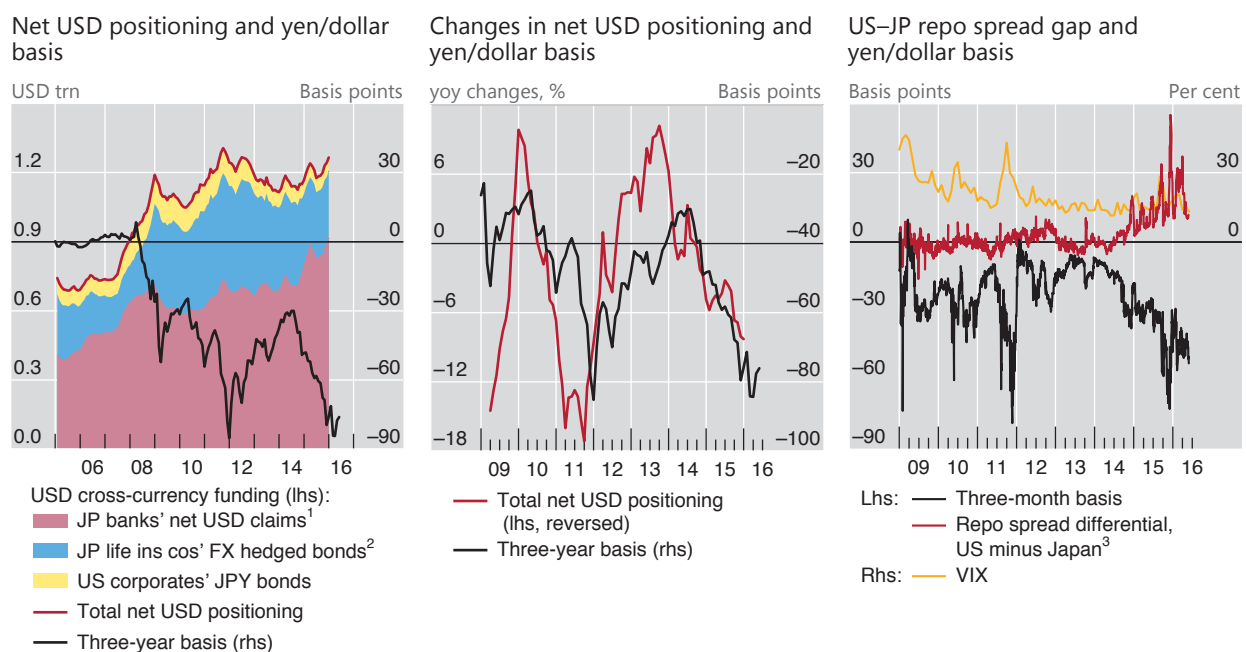 Net USD positioning and yen/dollar
basis
USD trn Basis points
1.2 30
0.9 0
0.6 –30
0.3 –60
0.0 –90
06 08 10 12 14 16
USD cross-currency funding (lhs):
JP banks’ net USD claims1
JP life ins cos’ FX hedged bonds2
US corporates’ JPY bonds
Total net USD positioning
Three-year basis (rhs)
Changes in net USD positioning and
yen/dollar basis
yoy changes, % Basis points
6 –20
0 –40
–6 –60
–12 –80
–18 –100
09 10 11 12 13 14 15 16
Total net USD positioning
(lhs, reversed)
Three-year basis (rhs)
US–JP repo spread gap and
yen/dollar basis
Basis points Per cent
30 30
0 0
–30
–60
–90
09 10 11 12 13 14 15 16
Lhs: Three-month basis
Repo spread differential,
US minus Japan3
Rhs: VIX